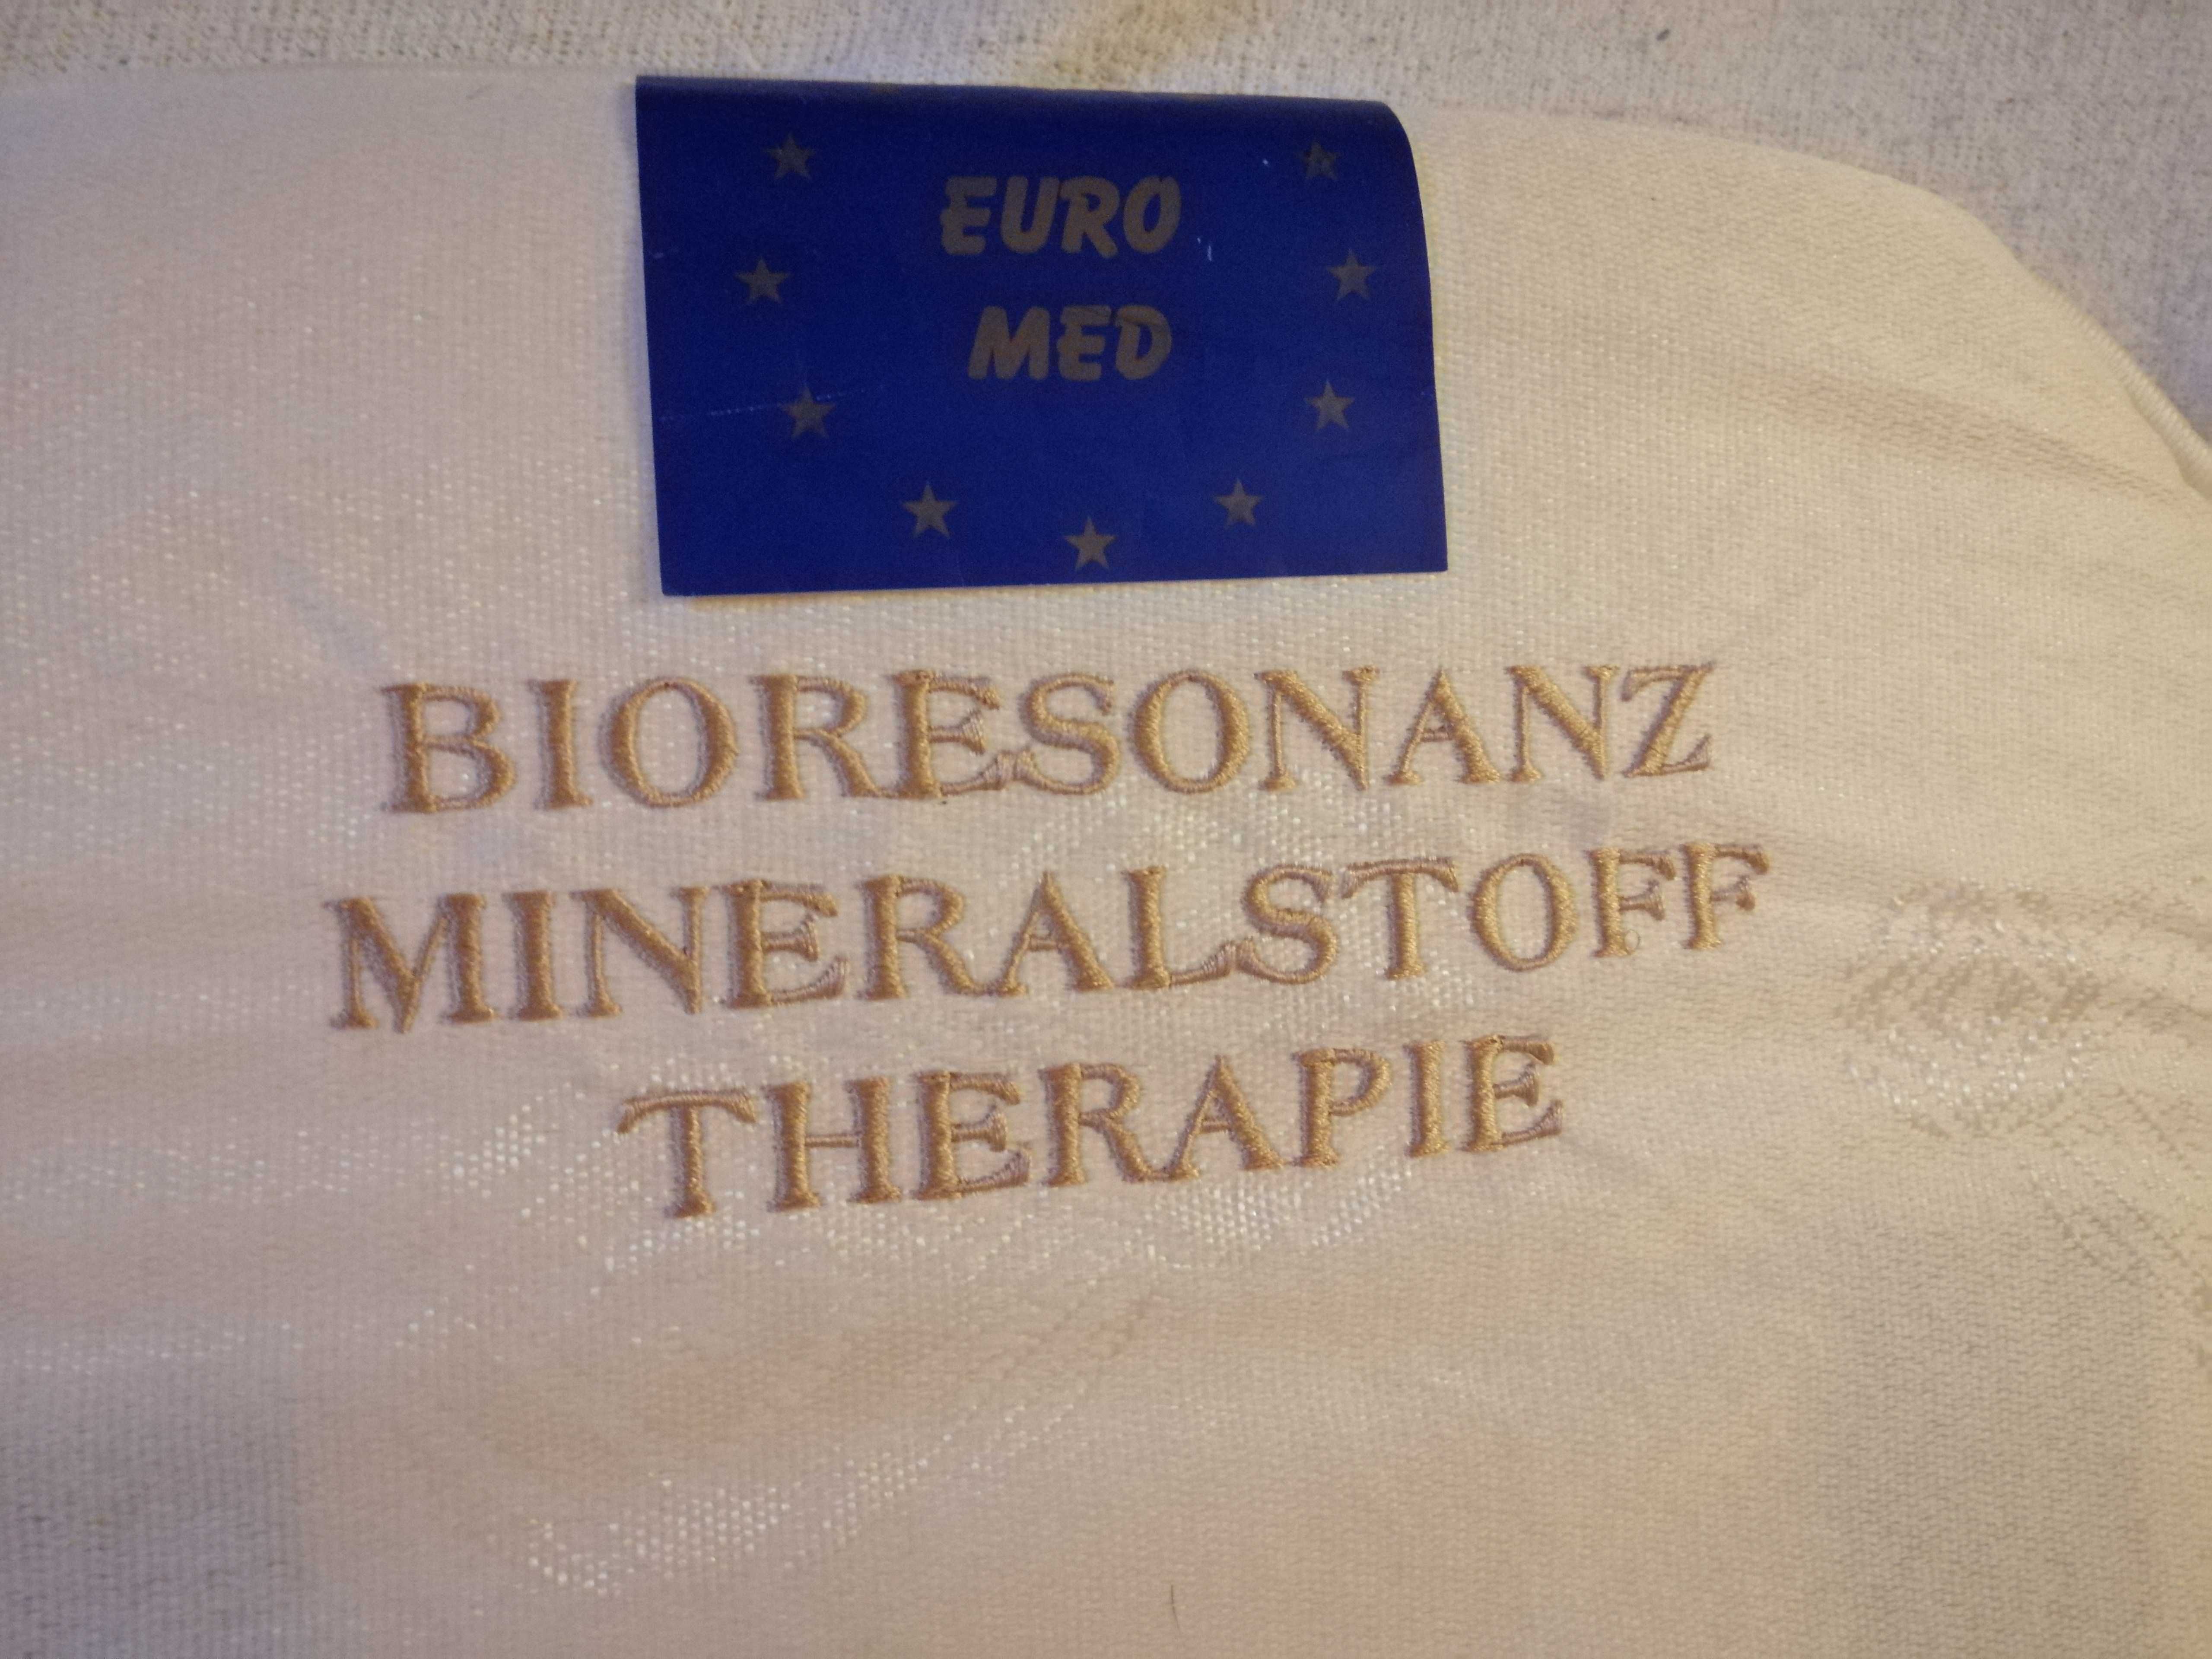 EURO
MED
BIORESONANZ
MINERALSTOFF
THERAPIE